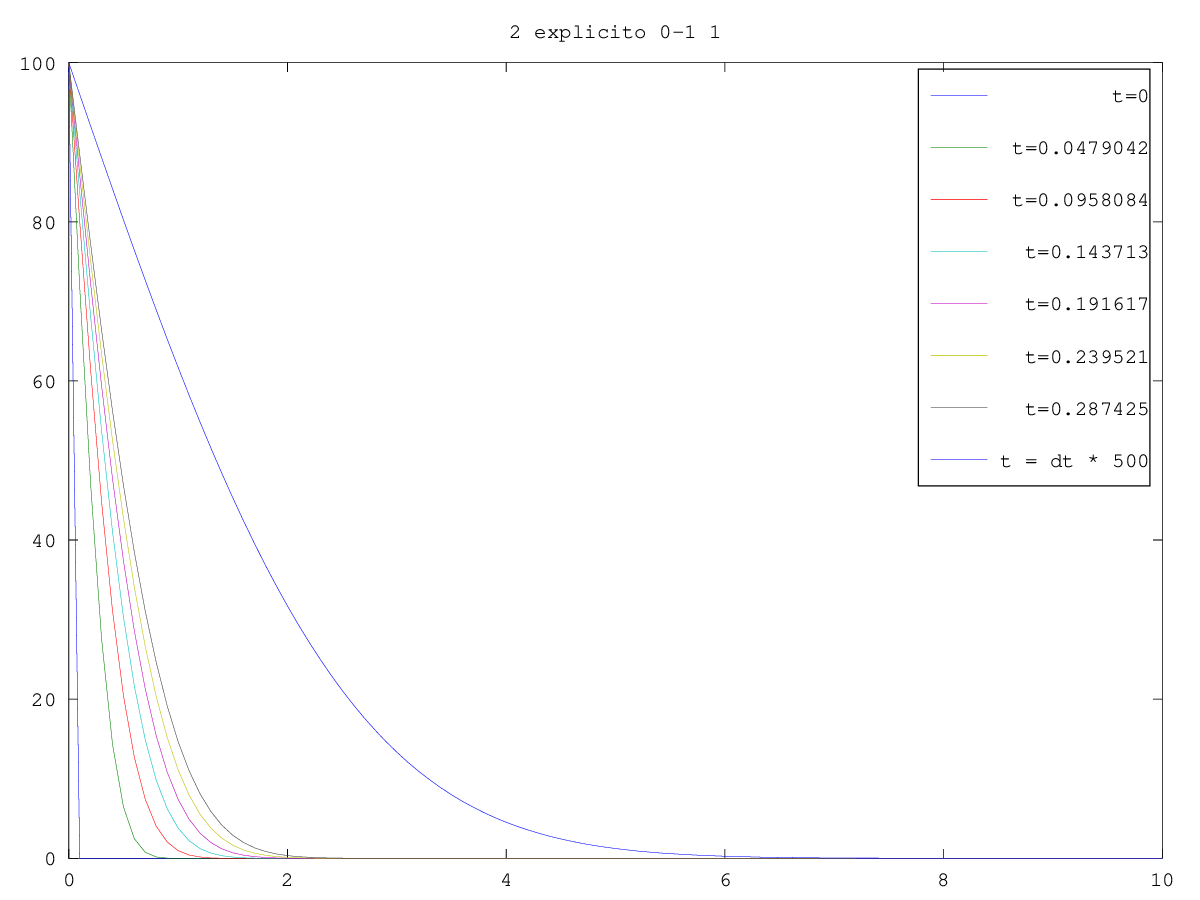 2 explicito 0-1 1
100
80
60
40
20
0
0 2 4 6 8 10
t=0
t=0.0479042
t=0.0958084
t=0.143713
t=0.191617
t=0.239521
t=0.287425
t = dt * 500